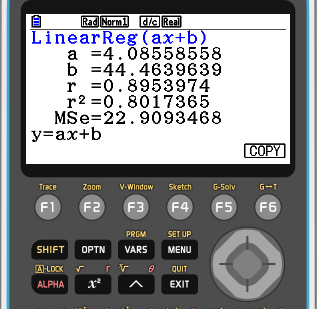 Rad Norm1 d/c Real
LinearReg(ax+b)
a =4.08558558
b =44.4639639
r =0.8953974
r²=0.8017365
MSe=22.9093468
y=ax+b
COPY
Trace Zoom V-Window Sketch G-Solv G↔T
F1 F2 F3 F4 F5 F6
PRGM SET UP
SHIFT OPTN VARS MENU
A-LOCK √ r ³√ θ QUIT
ALPHA x² ^ EXIT